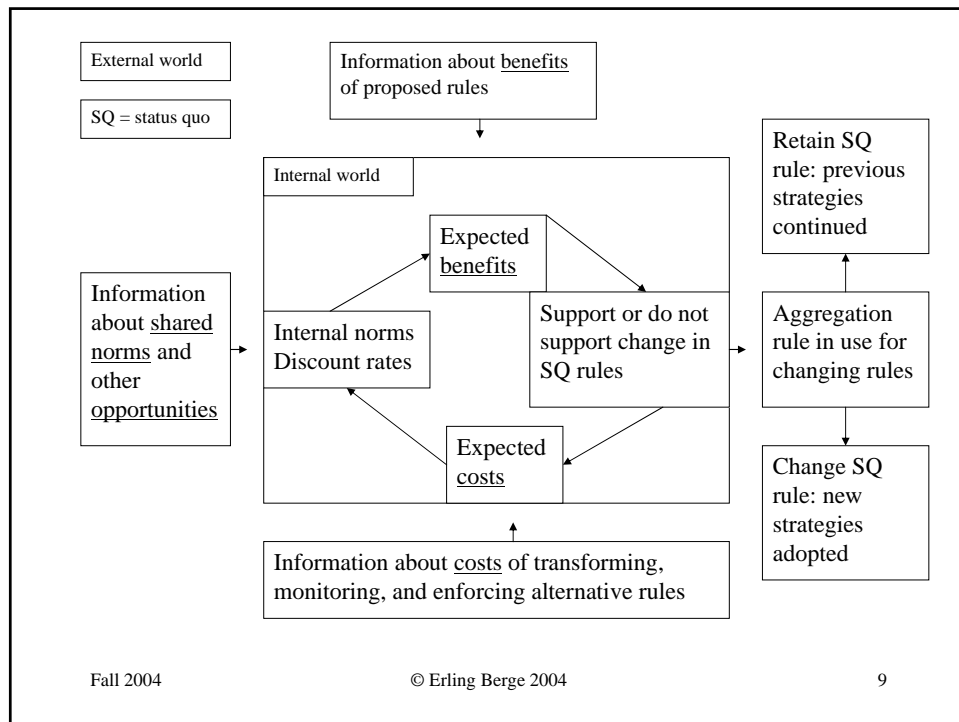 External world
SQ = status quo
Information about benefits
of proposed rules
Internal world
Expected
benefits
Information
about shared
norms and
other
opportunities
Internal norms
Discount rates
Support or do not
support change in
SQ rules
Expected
costs
Information about costs of transforming,
monitoring, and enforcing alternative rules
Retain SQ
rule: previous
strategies
continued
Aggregation
rule in use for
changing rules
Change SQ
rule: new
strategies
adopted
Fall 2004
© Erling Berge 2004
9